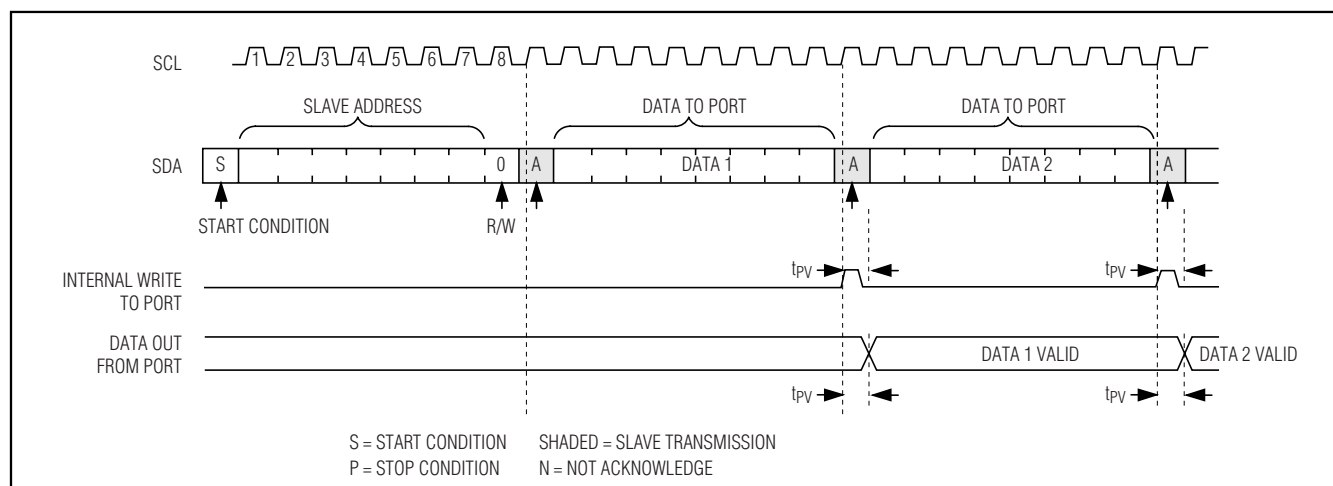 SCL 1 2 3 4 5 6 7 8
SLAVE ADDRESS DATA TO PORT DATA TO PORT
SDA S 0 A DATA 1 A DATA 2 A
START CONDITION R/W
INTERNAL WRITE
TO PORT
tPV tPV
DATA OUT
FROM PORT
DATA 1 VALID DATA 2 VALID
tPV tPV
S = START CONDITION SHADED = SLAVE TRANSMISSION
P = STOP CONDITION N = NOT ACKNOWLEDGE